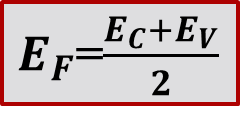 E_F = (E_C + E_V) / 2